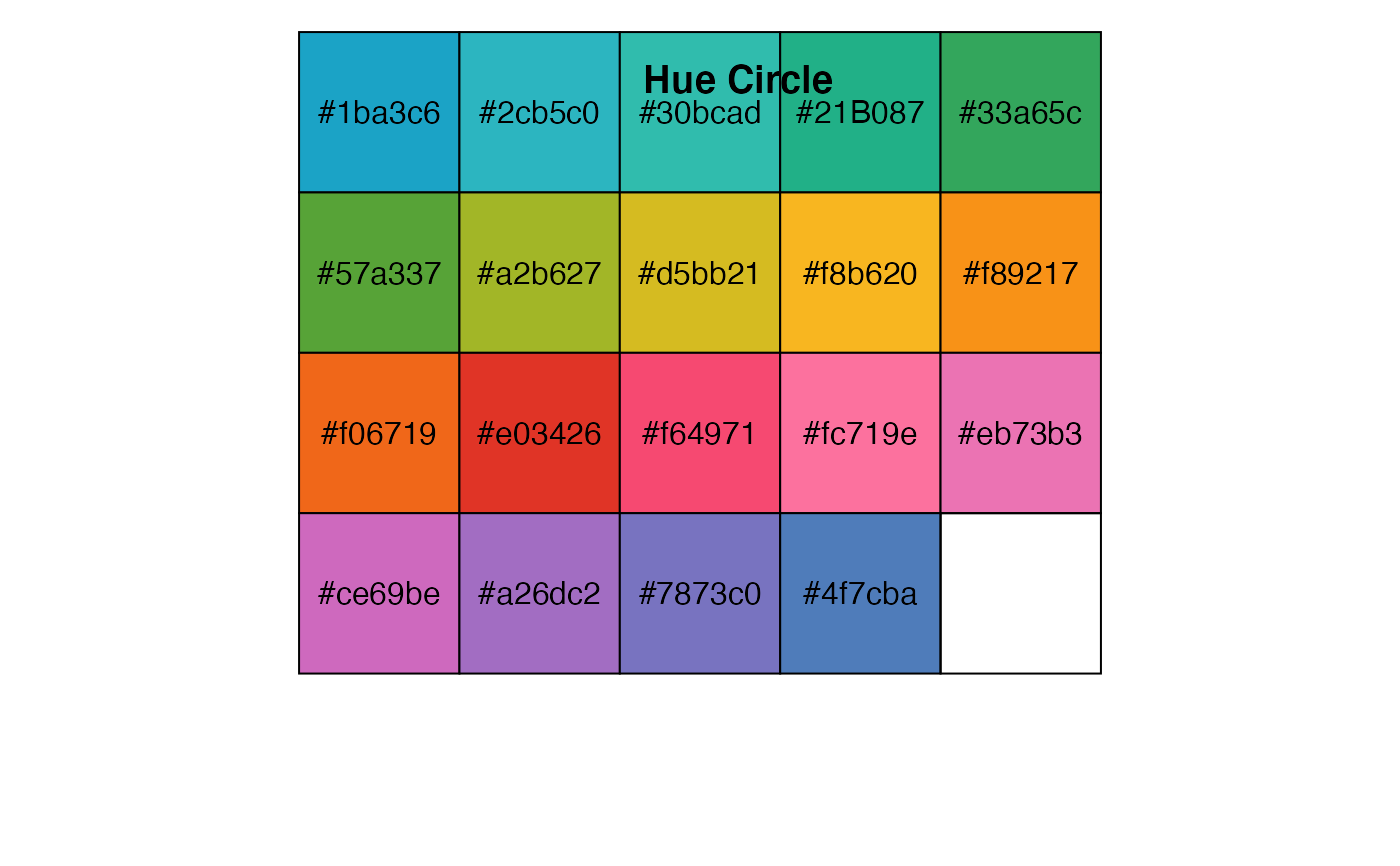 Hue Circle
#1ba3c6 #2cb5c0 #30bcad #21B087 #33a65c
#57a337 #a2b627 #d5bb21 #f8b620 #f89217
#f06719 #e03426 #f64971 #fc719e #eb73b3
#ce69be #a26dc2 #7873c0 #4f7cba